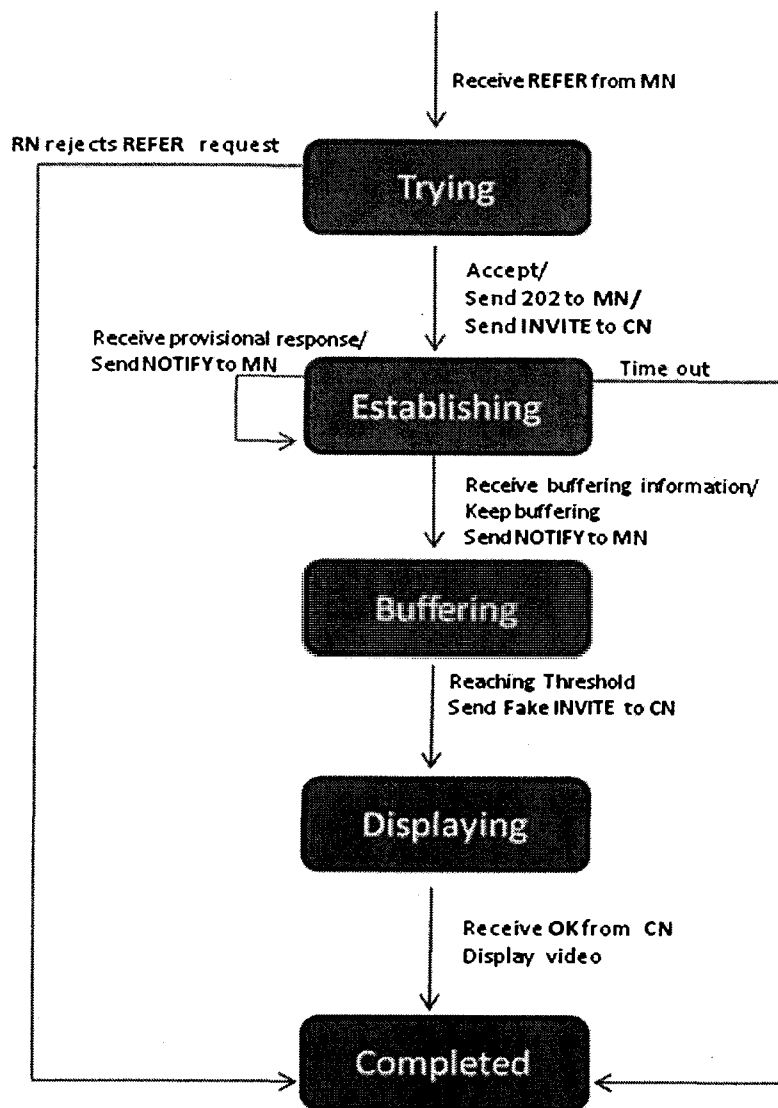 Receive REFER from MN
RN rejects REFER request
Trying
Accept/
Send 202 to MN/
Send INVITE to CN
Receive provisional response/
Send NOTIFY to MN
Time out
Establishing
Receive buffering information/
Keep buffering
Send NOTIFY to MN
Buffering
Reaching Threshold
Send Fake INVITE to CN
Displaying
Receive OK from CN
Display video
Completed